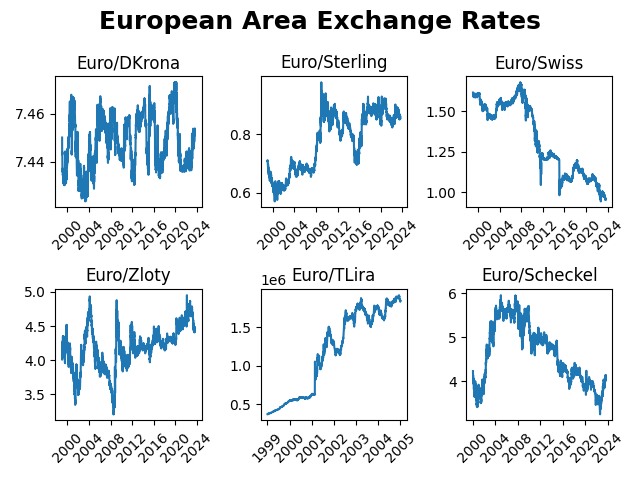 European Area Exchange Rates
Euro/DKrona
7.46
7.44
2000 2004 2008 2012 2016 2020 2024
Euro/Sterling
0.8
0.6
2000 2004 2008 2012 2016 2020 2024
Euro/Swiss
1.50
1.25
1.00
2000 2004 2008 2012 2016 2020 2024
Euro/Zloty
5.0
4.5
4.0
3.5
2000 2004 2008 2012 2016 2020 2024
Euro/TLira
1e6
1.5
1.0
0.5
1999 2000 2001 2002 2003 2004 2005
Euro/Scheckel
6
5
4
2000 2004 2008 2012 2016 2020 2024